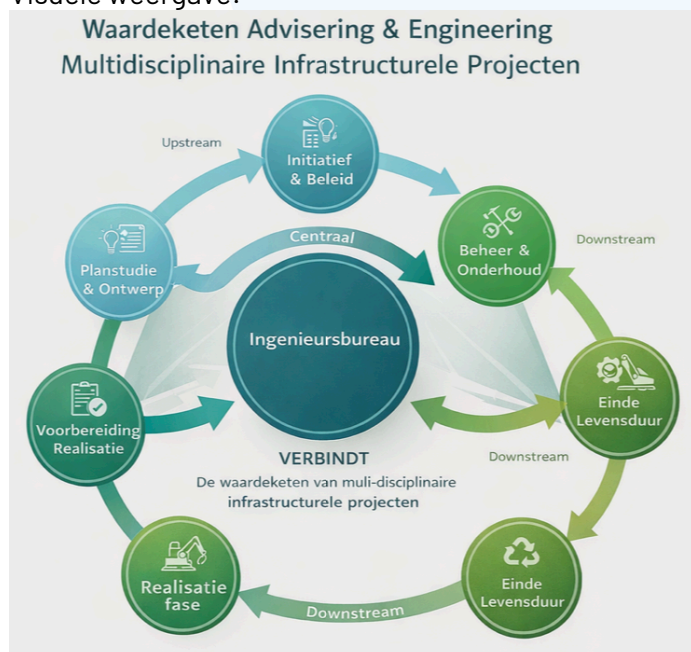 Visuele weergave:
Waardeketen Advisering & Engineering
Multidisciplinaire Infrastructurele Projecten
Upstream
Initiatief
& Beleid
Centraal
Beheer &
Onderhoud
Downstream
Planstudie
& Ontwerp
Ingenieursbureau
Voorbereiding
Realisatie
Einde
Levensduur
VERBINDT
De waardeketen van muli-disciplinaire
infrastructurele projecten
Downstream
Realisatie
fase
Downstream
Einde
Levensduur